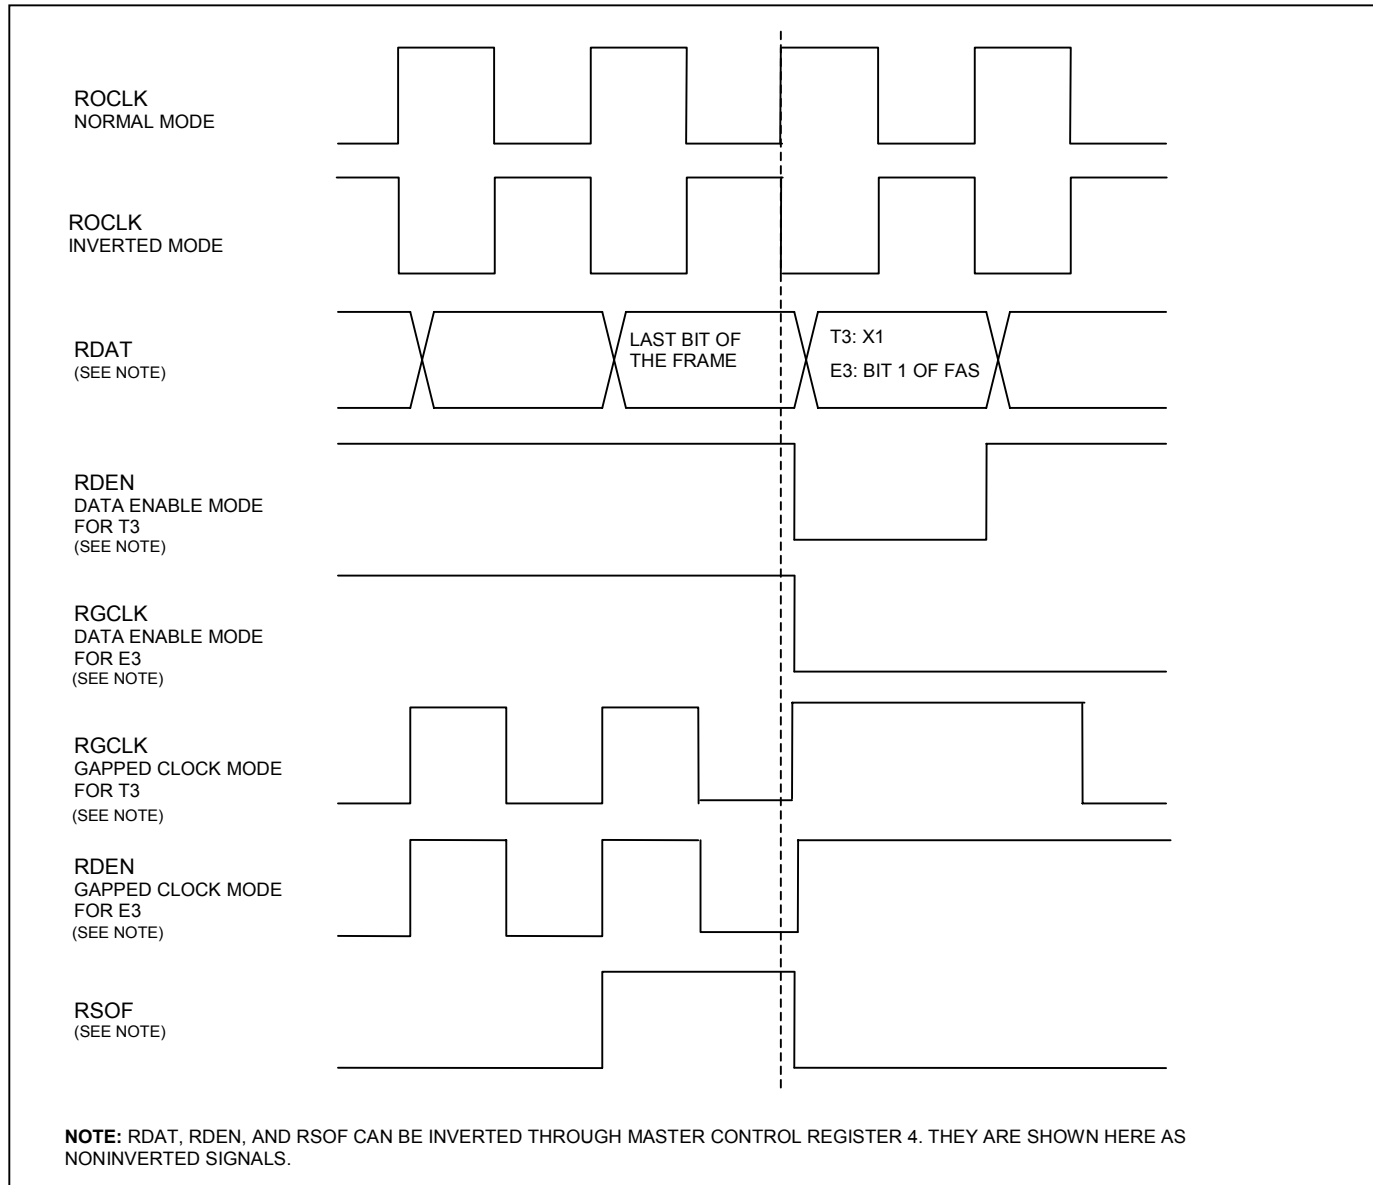 ROCLK
NORMAL MODE
ROCLK
INVERTED MODE
RDAT
(SEE NOTE)
LAST BIT OF
THE FRAME
T3: X1
E3: BIT 1 OF FAS
RDEN
DATA ENABLE MODE
FOR T3
(SEE NOTE)
RGCLK
DATA ENABLE MODE
FOR E3
(SEE NOTE)
RGCLK
GAPPED CLOCK MODE
FOR T3
(SEE NOTE)
RDEN
GAPPED CLOCK MODE
FOR E3
(SEE NOTE)
RSOF
(SEE NOTE)
NOTE: RDAT, RDEN, AND RSOF CAN BE INVERTED THROUGH MASTER CONTROL REGISTER 4. THEY ARE SHOWN HERE AS
NONINVERTED SIGNALS.